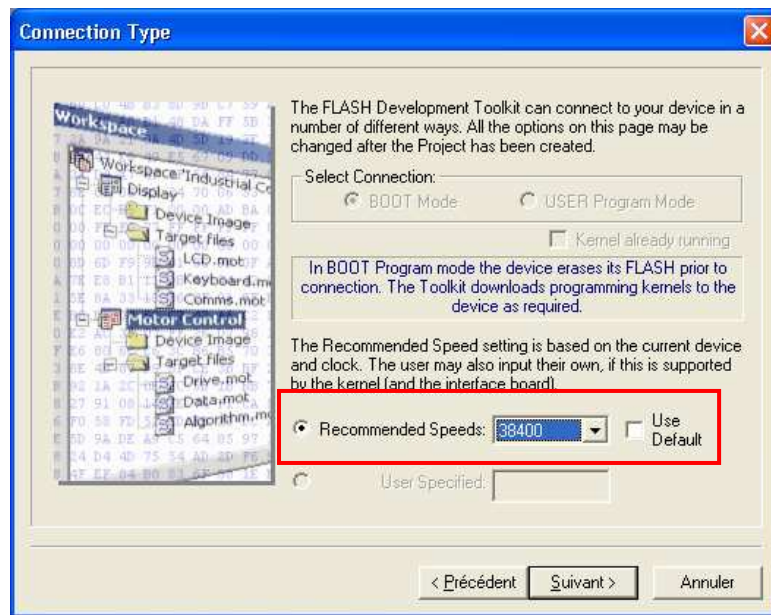 Connection Type
Workspace
Workspace 'Industrial Co
Display
Device Image
Target files
LCD.mot
Keyboard.m
Comms.mot
Motor Control
Device Image
Target files
Drive.mot
Data.mot
Algorithm.m
The FLASH Development Toolkit can connect to your device in a
number of different ways. All the options on this page may be
changed after the Project has been created.
Select Connection:
BOOT Mode
USER Program Mode
Kernel already running
In BOOT Program mode the device erases its FLASH prior to
connection. The Toolkit downloads programming kernels to the
device as required.
The Recommended Speed setting is based on the current device
and clock. The user may also input their own, if this is supported
by the kernel (and the interface board).
Recommended Speeds:
38400
Use
Default
User Specified:
< Précédent
Suivant >
Annuler